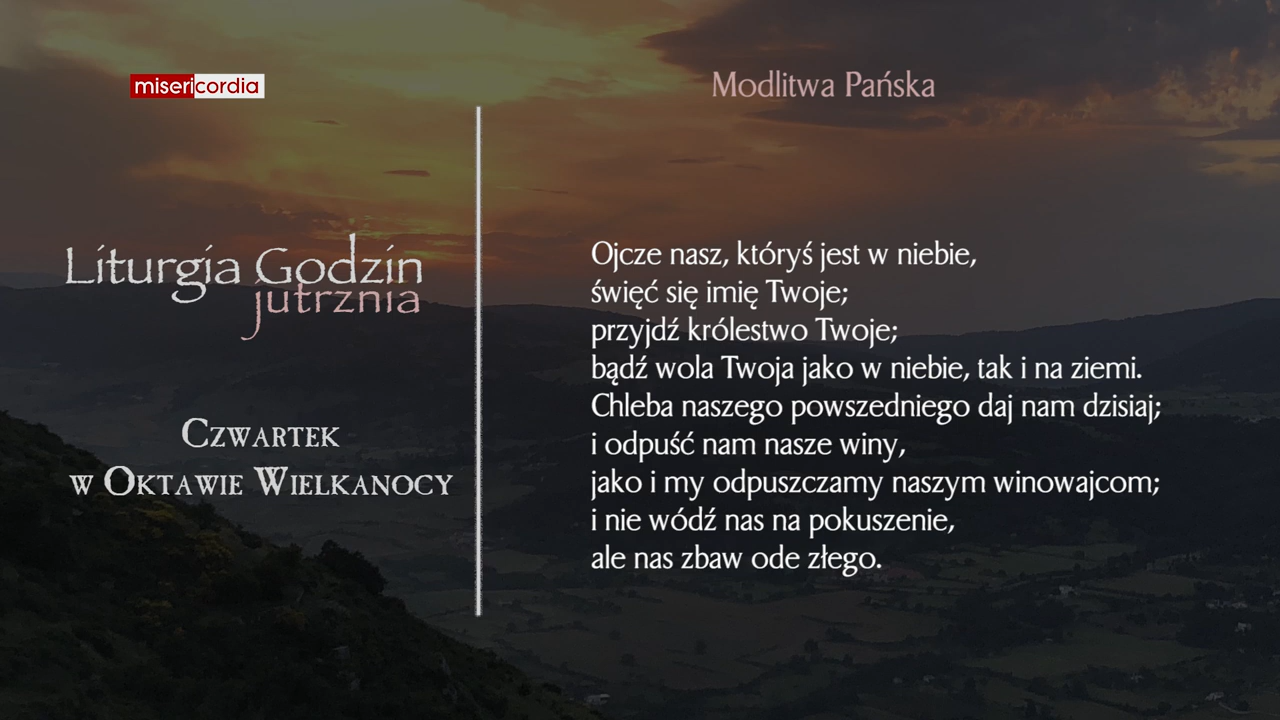 misericordia
Liturgia Godzin
jutrznia
Czwartek
w Oktawie Wielkanocy
Modlitwa Pańska
Ojcze nasz, któryś jest w niebie,
święć się imię Twoje;
przyjdź królestwo Twoje;
bądź wola Twoja jako w niebie, tak i na ziemi.
Chleba naszego powszedniego daj nam dzisiaj;
i odpuść nam nasze winy,
jako i my odpuszczamy naszym winowajcom;
i nie wódź nas na pokuszenie,
ale nas zbaw ode złego.